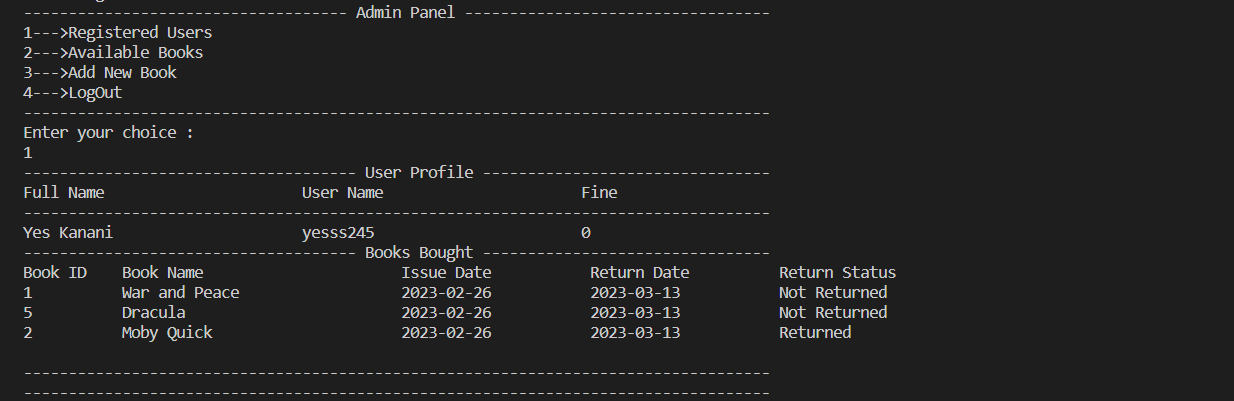 ------------------------------------ Admin Panel ----------------------------------
1--->Registered Users
2--->Available Books
3--->Add New Book
4--->LogOut
-----------------------------------------------------------------------------------
Enter your choice :
1
------------------------------------- User Profile --------------------------------
Full Name                      User Name                      Fine
-----------------------------------------------------------------------------------
Yes Kanani                     yesss245                       0
------------------------------------- Books Bought --------------------------------
Book ID    Book Name                      Issue Date           Return Date          Return Status
1          War and Peace                  2023-02-26           2023-03-13           Not Returned
5          Dracula                        2023-02-26           2023-03-13           Not Returned
2          Moby Quick                     2023-02-26           2023-03-13           Returned
-----------------------------------------------------------------------------------
-----------------------------------------------------------------------------------